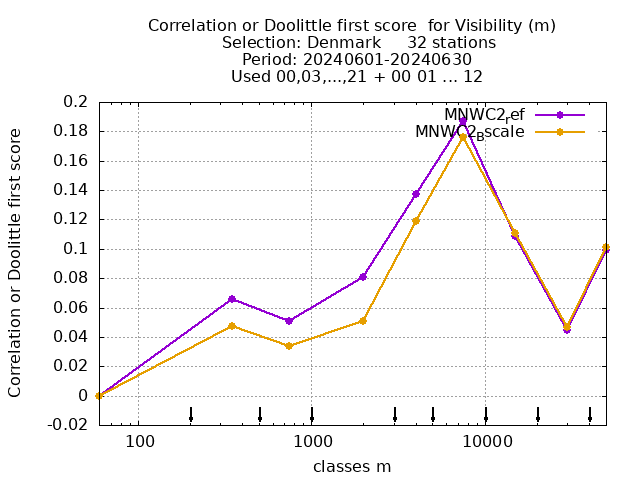 Correlation or Doolittle first score  for Visibility (m)
Selection: Denmark     32 stations
Period: 20240601-20240630
Used 00,03,...,21 + 00 01 ... 12
Correlation or Doolittle first score
0.2
0.18
0.16
0.14
0.12
0.1
0.08
0.06
0.04
0.02
0
-0.02
MNWC2ref
MNWC2Bscale
100
1000
10000
classes m